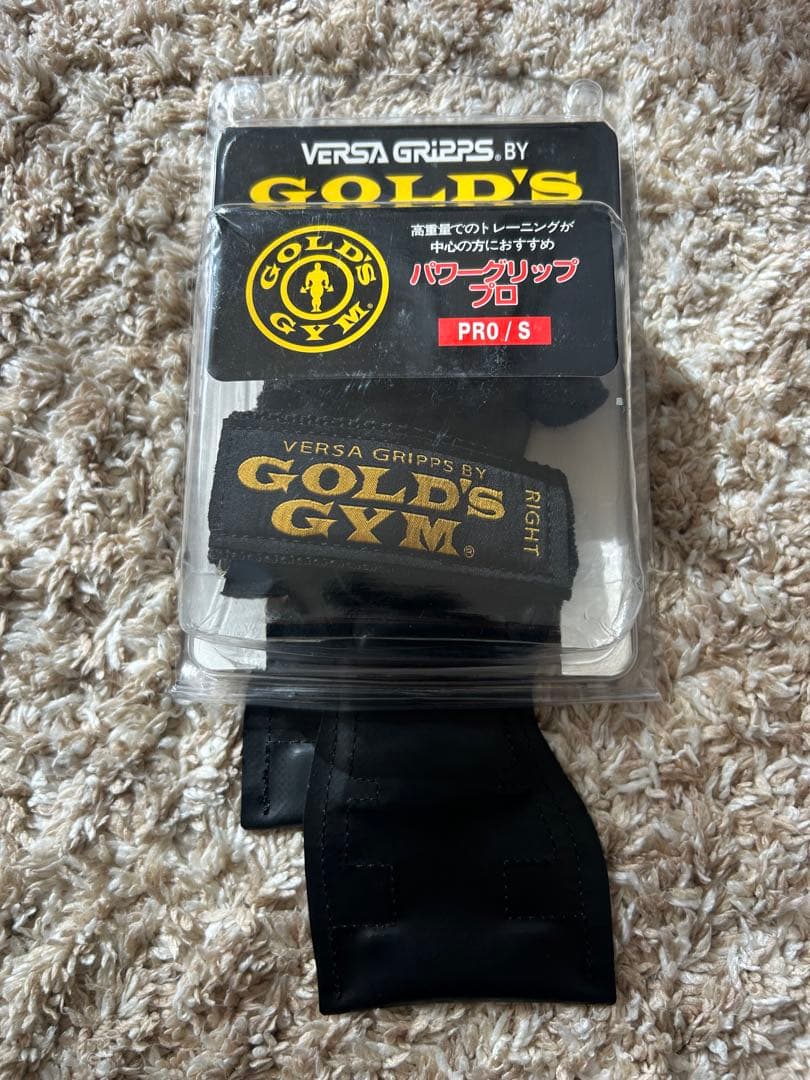 VERSA GRIPPS® BY
GOLD'S
GOLD'S
GYM®
高重量でのトレーニングが
中心の方におすすめ
パワーグリップ
プロ
PRO / S
VERSA GRIPPS BY
GOLD'S
GYM®
RIGHT